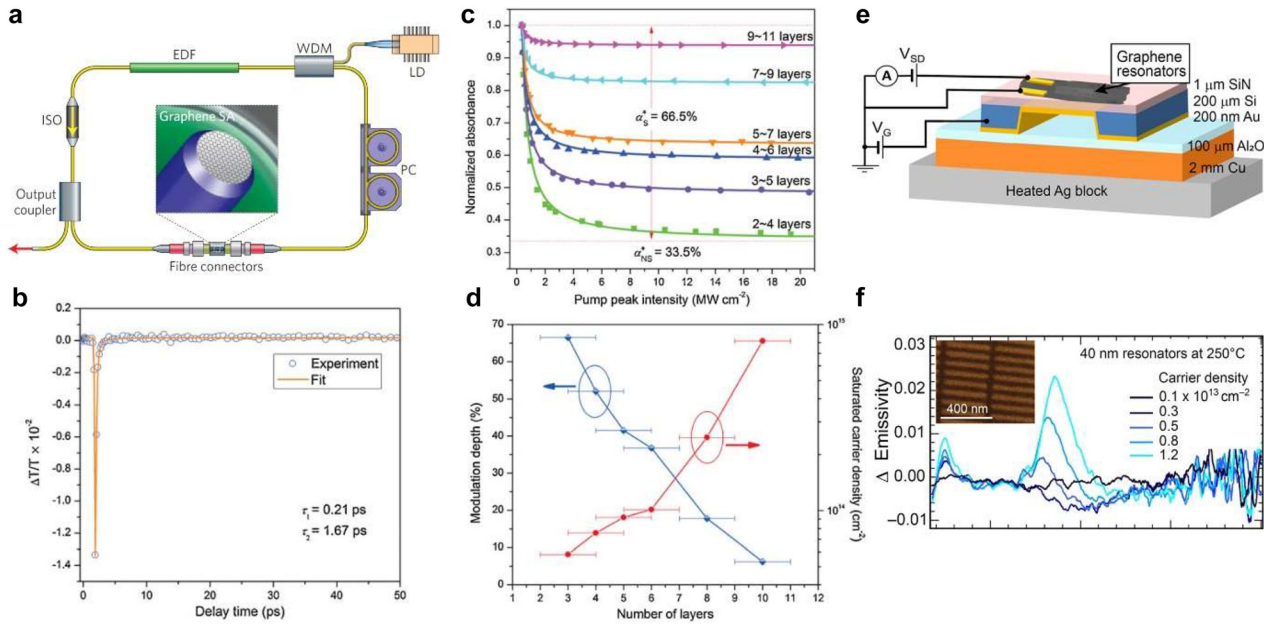 a
EDF
WDM
LD
ISO
Graphene SA
PC
Output
coupler
Fibre connectors
b
0.2
0.0
-0.2
-0.4
-0.6
-0.8
-1.0
-1.2
-1.4
ΔT/T × 10⁻²
Experiment
Fit
τ₁ = 0.21 ps
τ₂ = 1.67 ps
0 10 20 30 40 50
Delay time (ps)
c
Normalized absorbance
1.0
0.9
0.8
0.7
0.6
0.5
0.4
0.3
9~11 layers
7~9 layers
α*S = 66.5%
5~7 layers
4~6 layers
3~5 layers
2~4 layers
α*NS = 33.5%
0 2 4 6 8 10 12 14 16 18 20
Pump peak intensity (MW cm⁻²)
d
Modulation depth (%)
70
60
50
40
30
20
10
0
10¹⁵
10¹⁴
Saturated carrier density (cm⁻²)
1 2 3 4 5 6 7 8 9 10 11 12
Number of layers
e
VSD
A
VG
Graphene
resonators
1 μm SiN
200 μm Si
200 nm Au
100 μm Al₂O
2 mm Cu
Heated Ag block
f
Δ Emissivity
0.03
0.02
0.01
0.00
–0.01
400 nm
40 nm resonators at 250°C
Carrier density
0.1 x 10¹³ cm⁻²
0.3
0.5
0.8
1.2